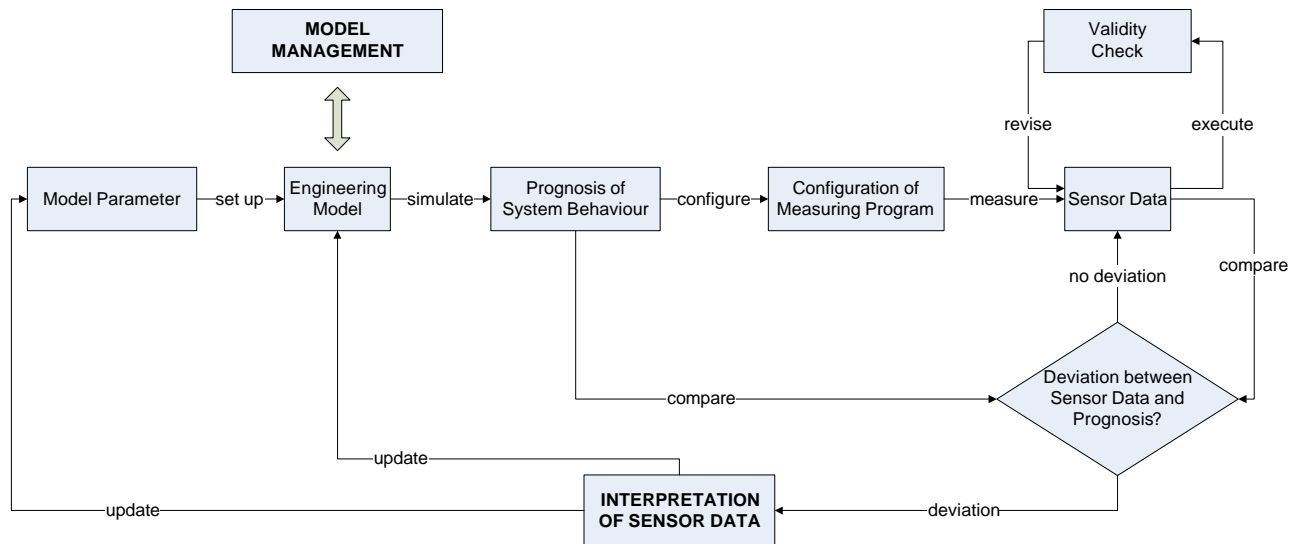 MODEL
MANAGEMENT
Validity
Check
revise
execute
Model Parameter
set up
Engineering
Model
simulate
Prognosis of
System Behaviour
configure
Configuration of
Measuring Program
measure
Sensor Data
no deviation
compare
Deviation between
Sensor Data and
Prognosis?
compare
update
INTERPRETATION
OF SENSOR DATA
update
deviation